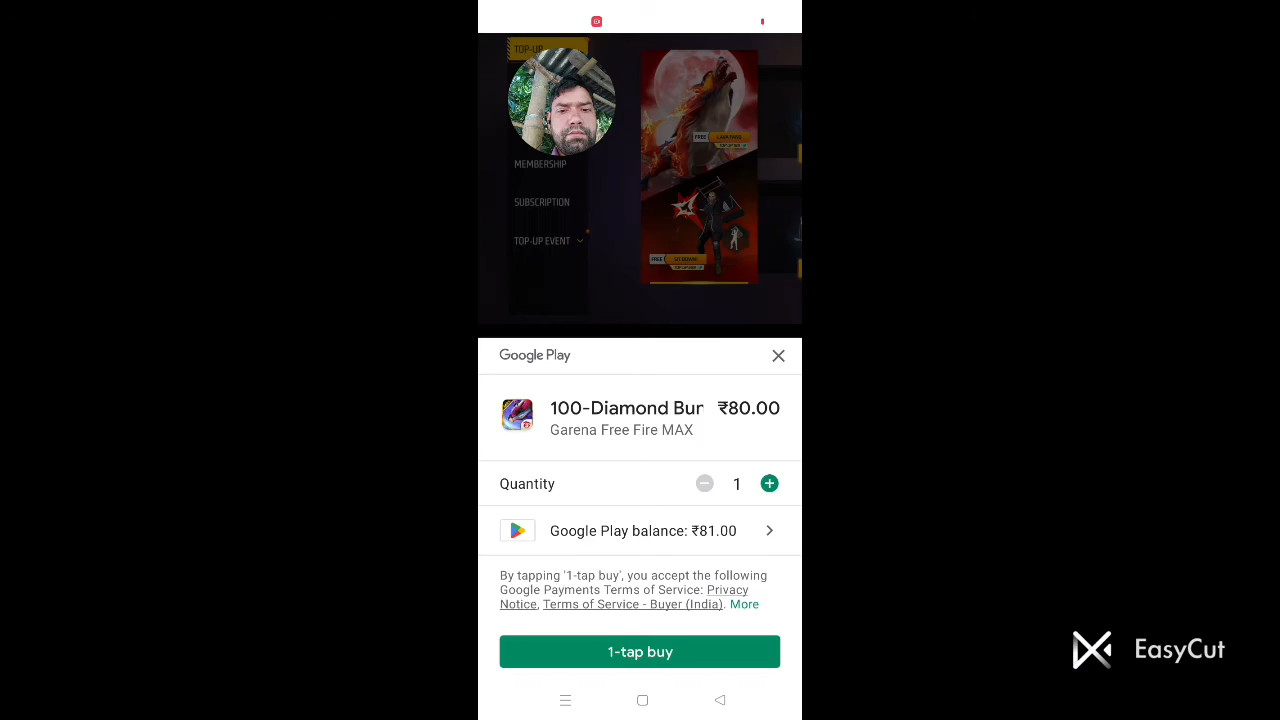 TOP-UP
MEMBERSHIP
SUBSCRIPTION
TOP-UP EVENT
FREE
FREE
Google Play
100-Diamond Bur
₹80.00
Garena Free Fire MAX
Quantity
1
Google Play balance: ₹81.00
By tapping '1-tap buy', you accept the following
Google Payments Terms of Service: Privacy
Notice, Terms of Service - Buyer (India). More
1-tap buy
EasyCut